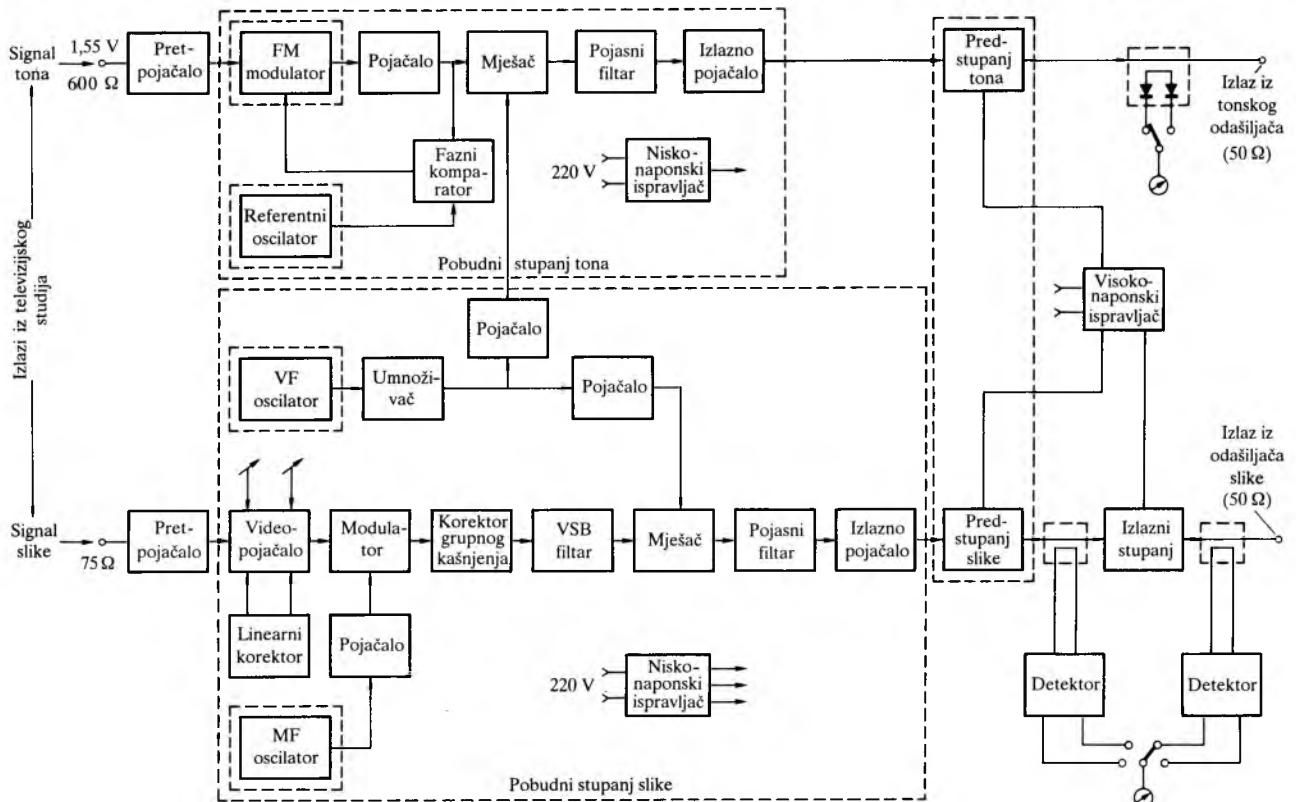 Signal
tona
1,55 V
600 Ω
Pret-
pojačalo
FM
modulator
Pojačalo
Mješač
Pojasni
filtar
Izlazno
pojačalo
Pred-
stupanj
tona
Izlaz iz
tonskog
odašiljača
(50 Ω)
Fazni
kompa-
rator
220 V
Nisko-
naponski
ispravljač
Referentni
oscilator
Pobudni stupanj tona
Izlazi iz televizijskog
studija
Visoko-
naponski
ispravljač
Pojačalo
VF
oscilator
Umnoži-
vač
Pojačalo
Izlaz iz
odašiljača
slike
(50 Ω)
Signal
slike
75 Ω
Pret-
pojačalo
Video-
pojačalo
Modula-
tor
Korektor
grupnog
kašnjenja
VSB
filtar
Mješač
Pojasni
filtar
Izlazno
pojačalo
Pred-
stupanj
slike
Izlazni
stupanj
Linearni
korektor
Pojačalo
220 V
Nisko-
naponski
ispravljač
Detektor
Detektor
MF
oscilator
Pobudni stupanj slike